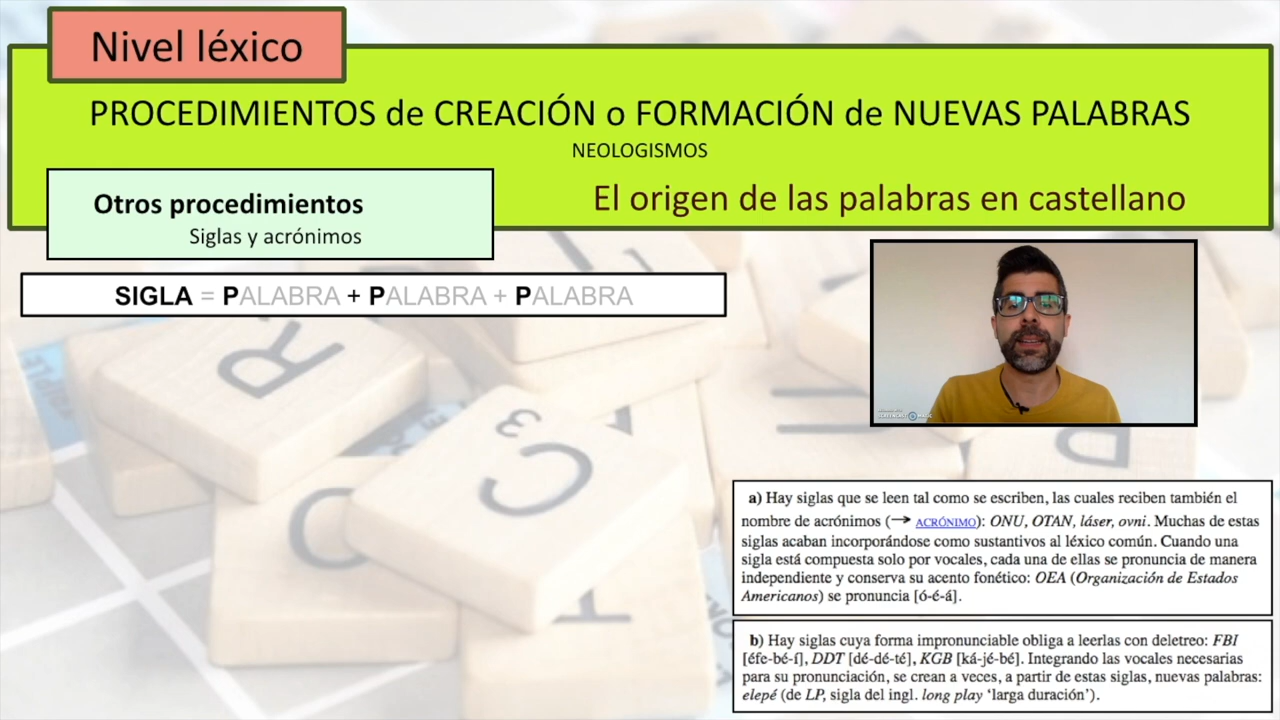 Nivel léxico
PROCEDIMIENTOS de CREACIÓN o FORMACIÓN de NUEVAS PALABRAS
NEOLOGISMOS
Otros procedimientos
Siglas y acrónimos
El origen de las palabras en castellano
SIGLA = PALABRA + PALABRA + PALABRA
a) Hay siglas que se leen tal como se escriben, las cuales reciben también el
nombre de acrónimos (→ ACRÓNIMO): ONU, OTAN, láser, ovni. Muchas de estas
siglas acaban incorporándose como sustantivos al léxico común. Cuando una
sigla está compuesta solo por vocales, cada una de ellas se pronuncia de manera
independiente y conserva su acento fonético: OEA (Organización de Estados
Americanos) se pronuncia [ó-é-á].
b) Hay siglas cuya forma impronunciable obliga a leerlas con deletreo: FBI
[éfe-bé-í], DDT [dé-dé-té], KGB [ká-jé-bé]. Integrando las vocales necesarias
para su pronunciación, se crean a veces, a partir de estas siglas, nuevas palabras:
elepé (de LP, sigla del ingl. long play ‘larga duración’).